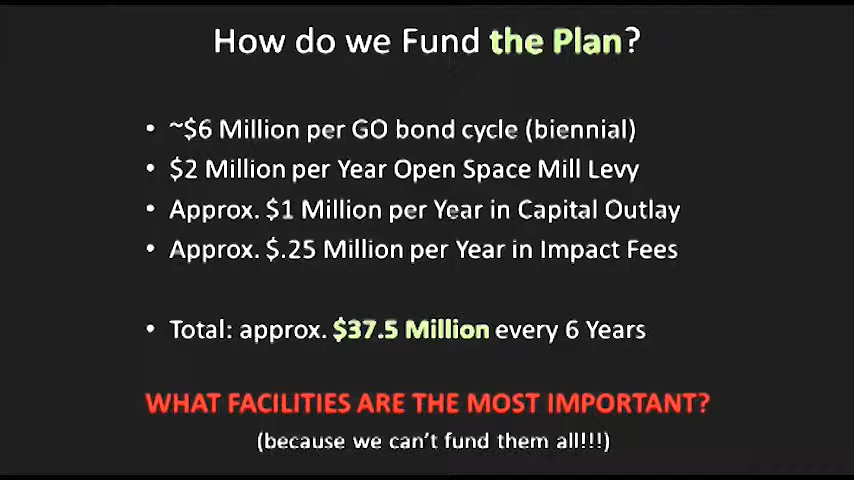 How do we Fund the Plan?
• ~$6 Million per GO bond cycle (biennial)
• $2 Million per Year Open Space Mill Levy
• Approx. $1 Million per Year in Capital Outlay
• Approx. $.25 Million per Year in Impact Fees
• Total: approx. $37.5 Million every 6 Years
WHAT FACILITIES ARE THE MOST IMPORTANT?
(because we can't fund them all!!!)